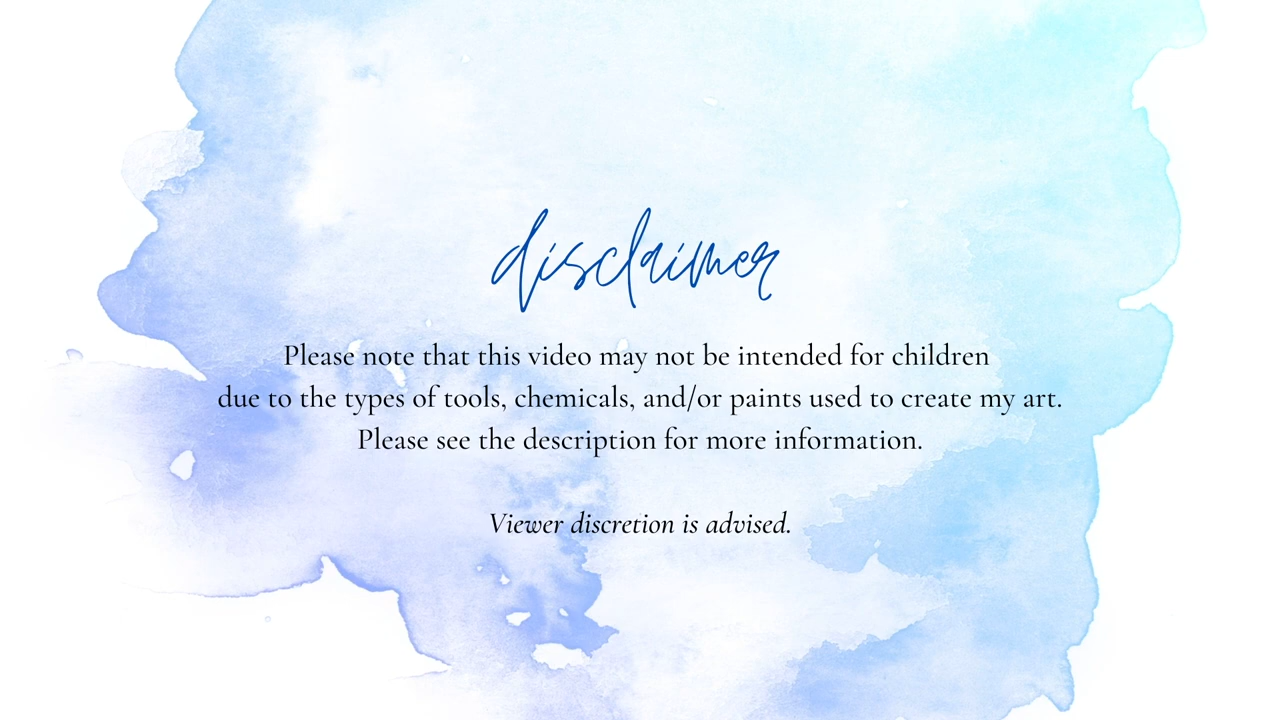 disclaimer
Please note that this video may not be intended for children
due to the types of tools, chemicals, and/or paints used to create my art.
Please see the description for more information.
Viewer discretion is advised.